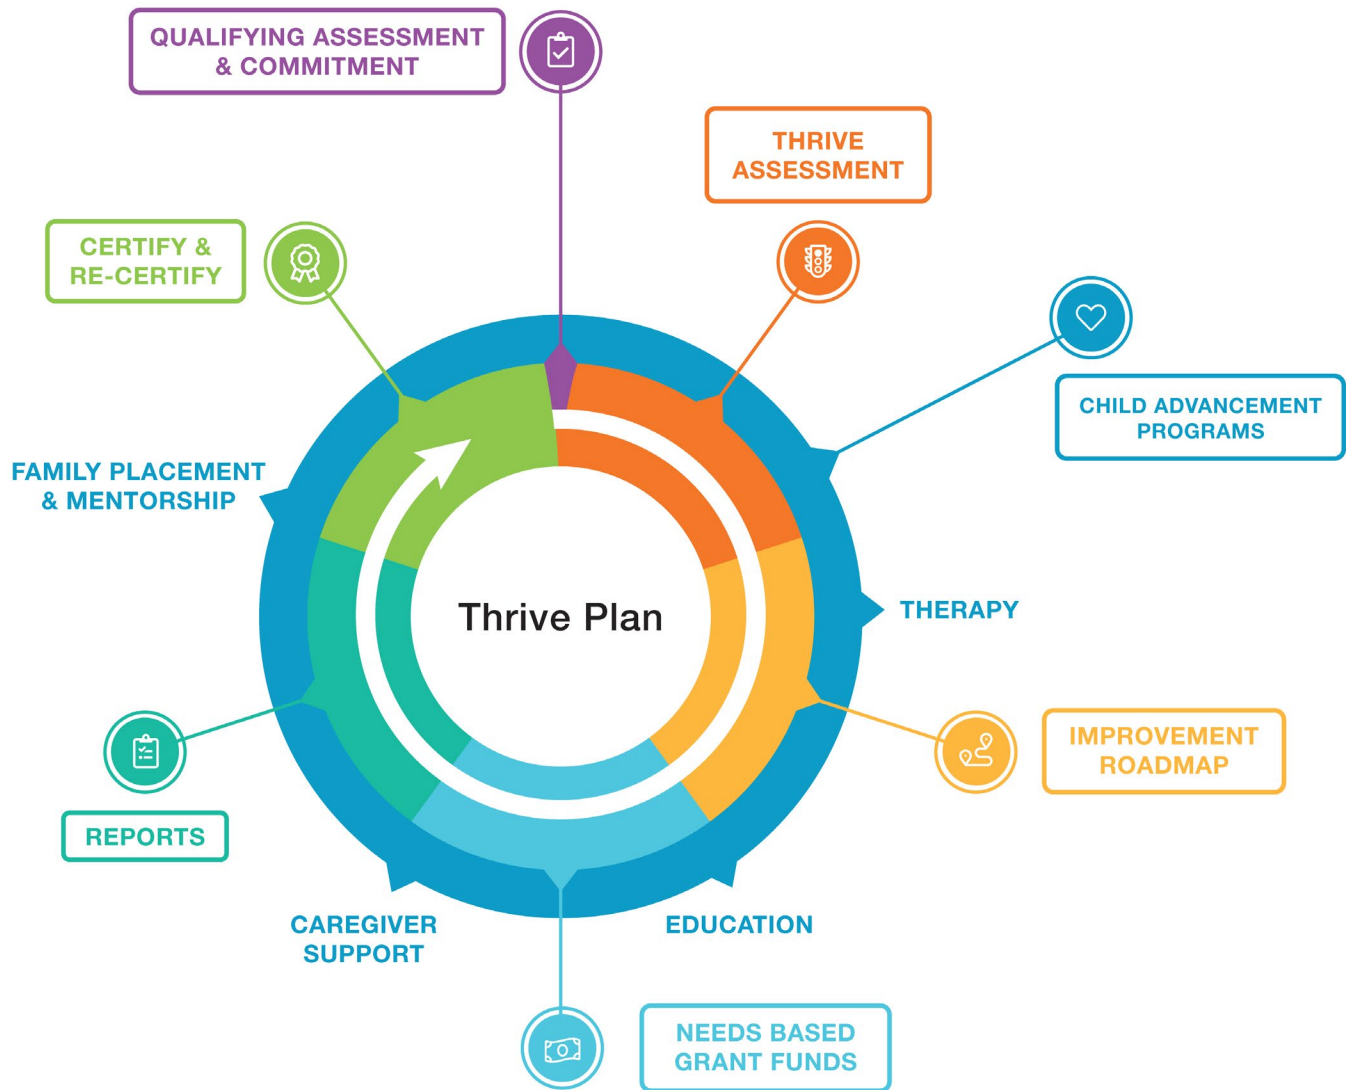 QUALIFYING ASSESSMENT
& COMMITMENT
THRIVE
ASSESSMENT
CERTIFY &
RE-CERTIFY
CHILD ADVANCEMENT
PROGRAMS
FAMILY PLACEMENT
& MENTORSHIP
Thrive Plan
THERAPY
IMPROVEMENT
ROADMAP
REPORTS
CAREGIVER
SUPPORT
EDUCATION
NEEDS BASED
GRANT FUNDS